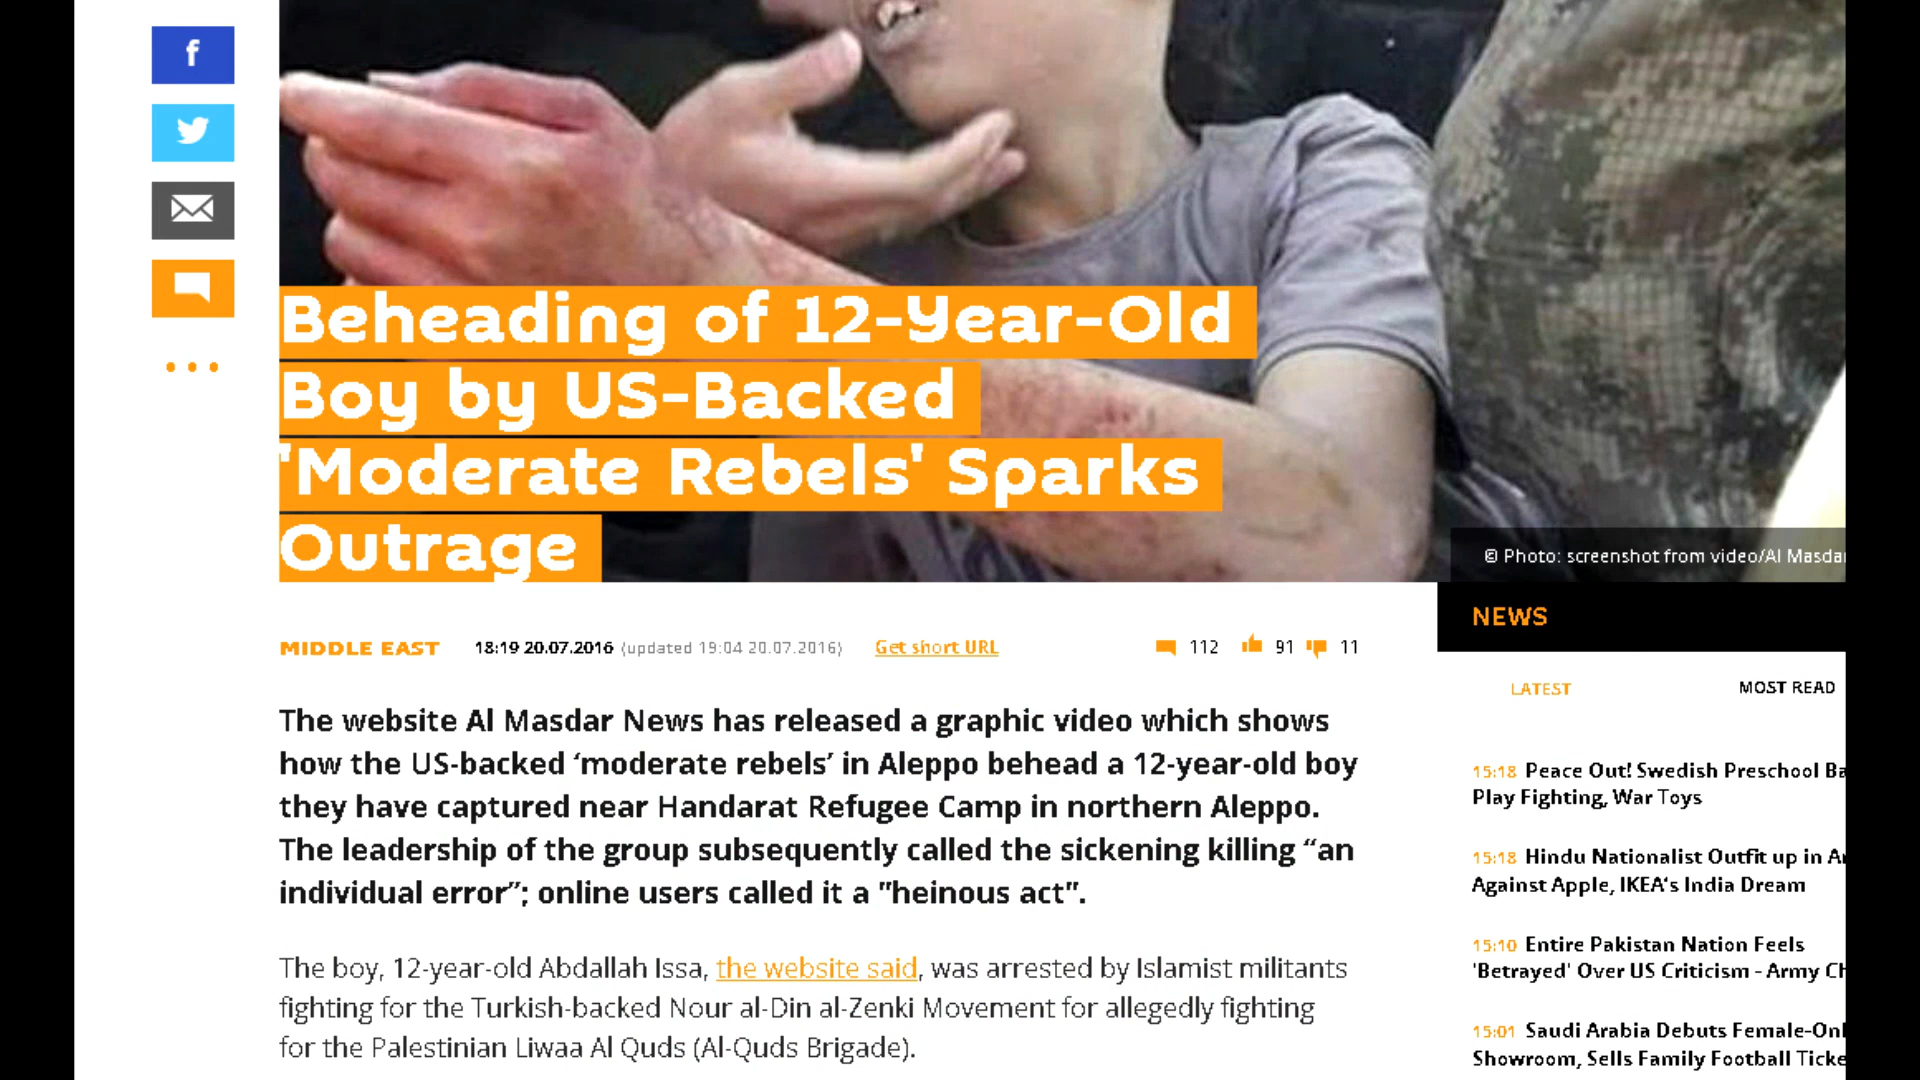 f
Beheading of 12-Year-Old
Boy by US-Backed
'Moderate Rebels' Sparks
Outrage
© Photo: screenshot from video/Al Masda
MIDDLE EAST 18:19 20.07.2016 (updated 19:04 20.07.2016) Get short URL 112 91 11
The website Al Masdar News has released a graphic video which shows
how the US-backed ‘moderate rebels’ in Aleppo behead a 12-year-old boy
they have captured near Handarat Refugee Camp in northern Aleppo.
The leadership of the group subsequently called the sickening killing “an
individual error”; online users called it a "heinous act".
The boy, 12-year-old Abdallah Issa, the website said, was arrested by Islamist militants
fighting for the Turkish-backed Nour al-Din al-Zenki Movement for allegedly fighting
for the Palestinian Liwaa Al Quds (Al-Quds Brigade).
NEWS
LATEST MOST READ
15:18 Peace Out! Swedish Preschool Ba
Play Fighting, War Toys
15:18 Hindu Nationalist Outfit up in A
Against Apple, IKEA's India Dream
15:10 Entire Pakistan Nation Feels
'Betrayed' Over US Criticism - Army Ch
15:01 Saudi Arabia Debuts Female-Onl
Showroom, Sells Family Football Ticke